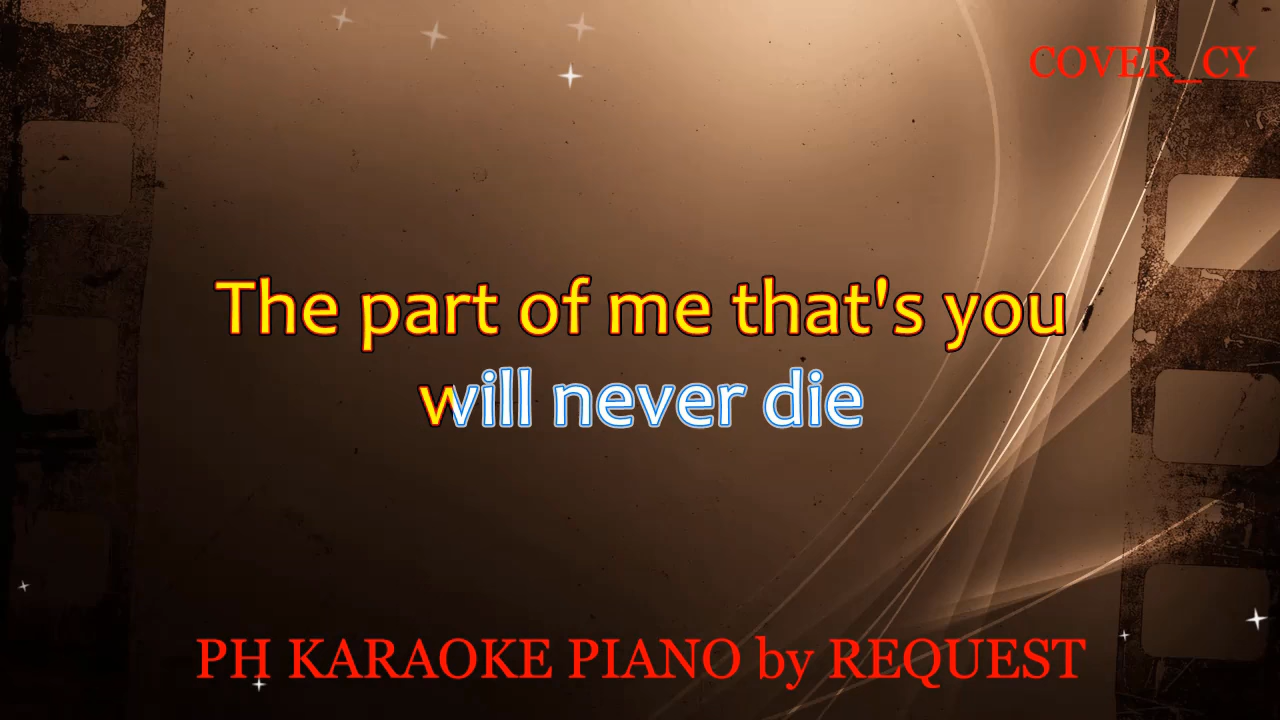 COVER_CY
The part of me that's you
will never die
PH KARAOKE PIANO by REQUEST